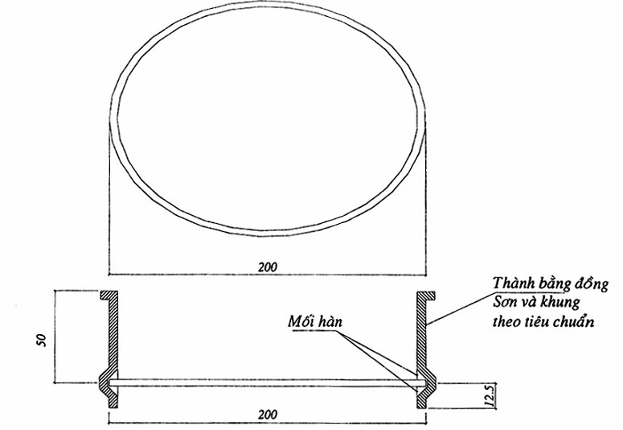 200
Thành bằng đồng
Sơn và khung
theo tiêu chuẩn
Mối hàn
50
12.5
200